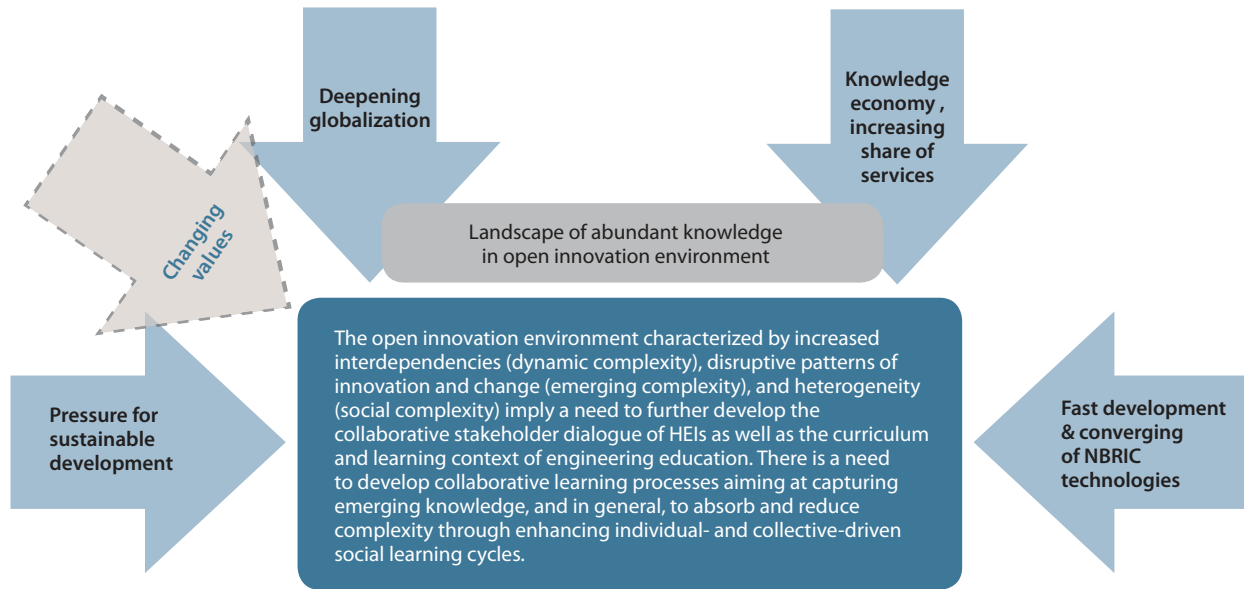 Deepening
globalization
Knowledge
economy ,
increasing
share of
services
Changing
values
Landscape of abundant knowledge
in open innovation environment
Pressure for
sustainable
development
The open innovation environment characterized by increased
interdependencies (dynamic complexity), disruptive patterns of
innovation and change (emerging complexity), and heterogeneity
(social complexity) imply a need to further develop the
collaborative stakeholder dialogue of HEIs as well as the curriculum
and learning context of engineering education. There is a need
to develop collaborative learning processes aiming at capturing
emerging knowledge, and in general, to absorb and reduce
complexity through enhancing individual- and collective-driven
social learning cycles.
Fast development
& converging
of NBRIC
technologies